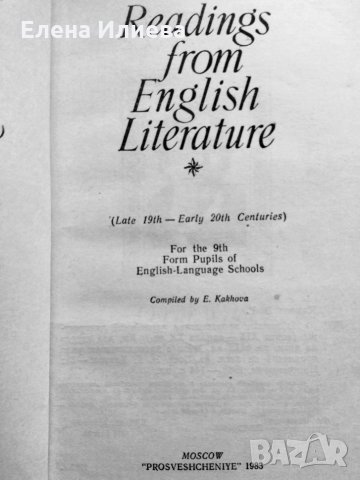 Елена Илиева
Readings
from
English
Literature
*
(Late 19th — Early 20th Centuries)
For the 9th
Form Pupils of
English-Language Schools
Compiled by E. Kakhova
MOSCOW
"PROSVESHCHENIYE" 1983
BAZAR